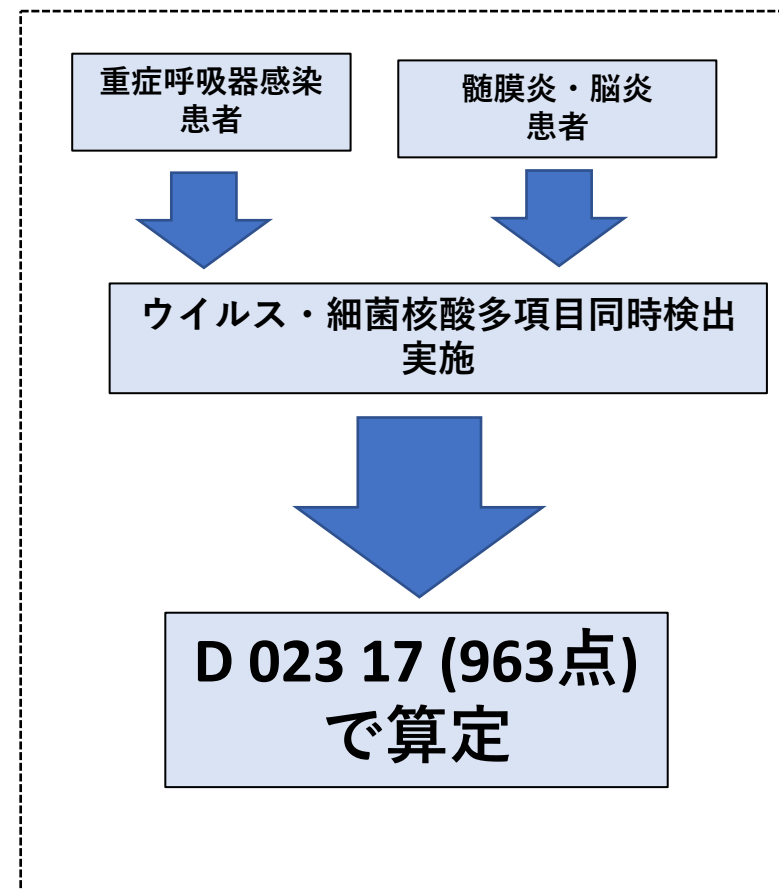 重症呼吸器感染
患者
髄膜炎・脳炎
患者
ウイルス・細菌核酸多項目同時検出
実施
D 023 17 (963点)
で算定